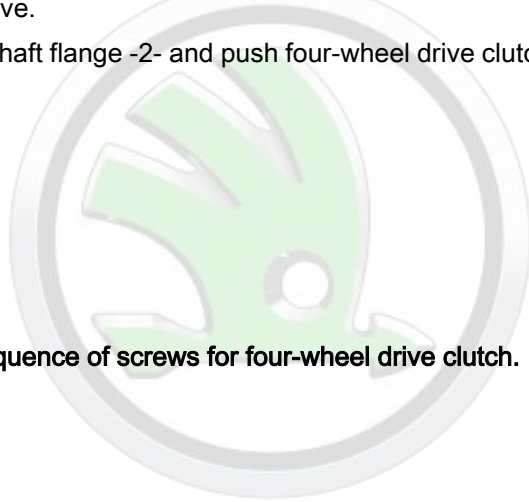 ve.
haft flange -2- and push four-wheel drive clutc
quence of screws for four-wheel drive clutch.